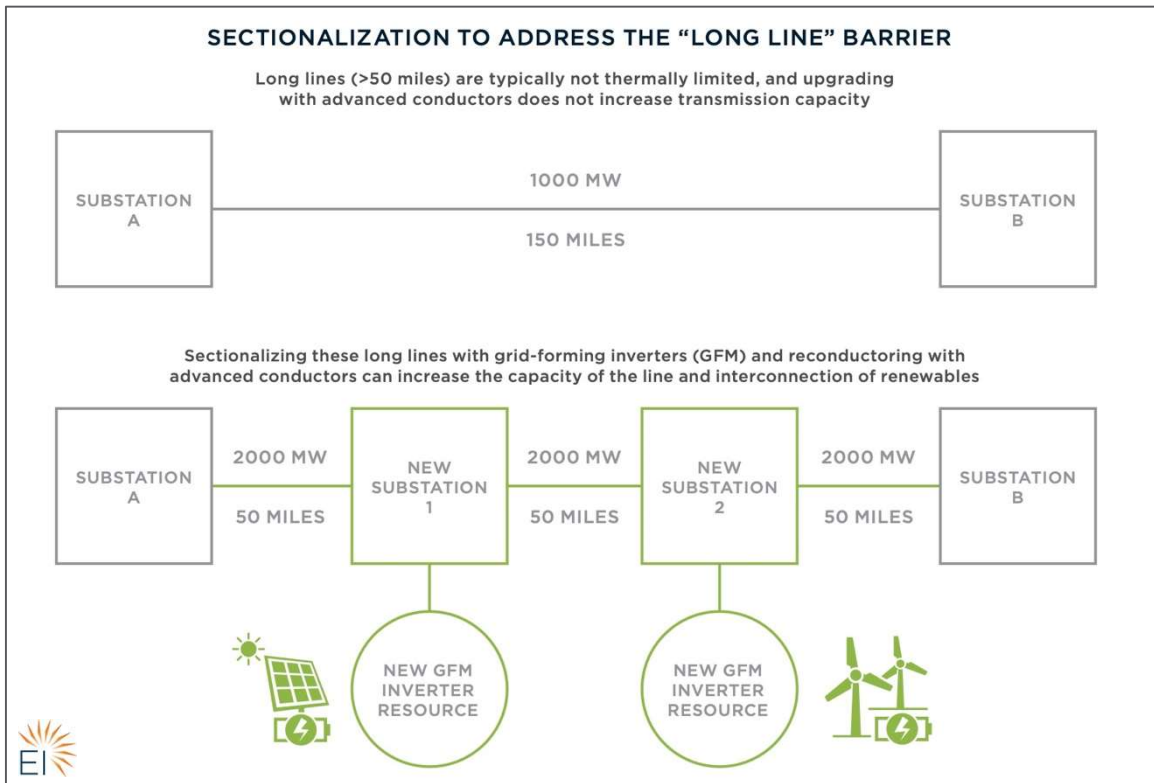 SECTIONALIZATION TO ADDRESS THE “LONG LINE” BARRIER
Long lines (>50 miles) are typically not thermally limited, and upgrading
with advanced conductors does not increase transmission capacity
SUBSTATION
A
1000 MW
150 MILES
SUBSTATION
B
Sectionalizing these long lines with grid-forming inverters (GFM) and reconductoring with
advanced conductors can increase the capacity of the line and interconnection of renewables
SUBSTATION
A
2000 MW
50 MILES
NEW
SUBSTATION
1
2000 MW
50 MILES
NEW
SUBSTATION
2
2000 MW
50 MILES
SUBSTATION
B
NEW GFM
INVERTER
RESOURCE
NEW GFM
INVERTER
RESOURCE
EI